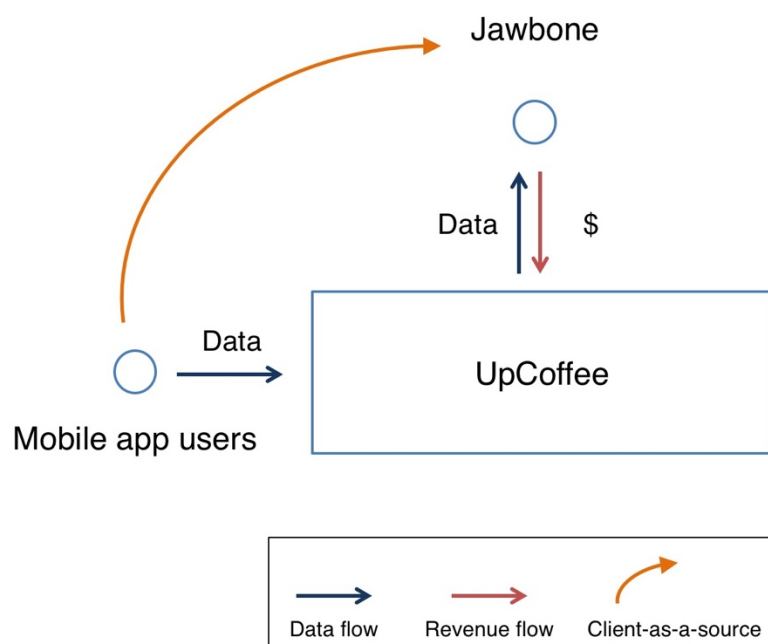 Jawbone
Data $
Data
UpCoffee
Mobile app users
Data flow Revenue flow Client-as-a-source